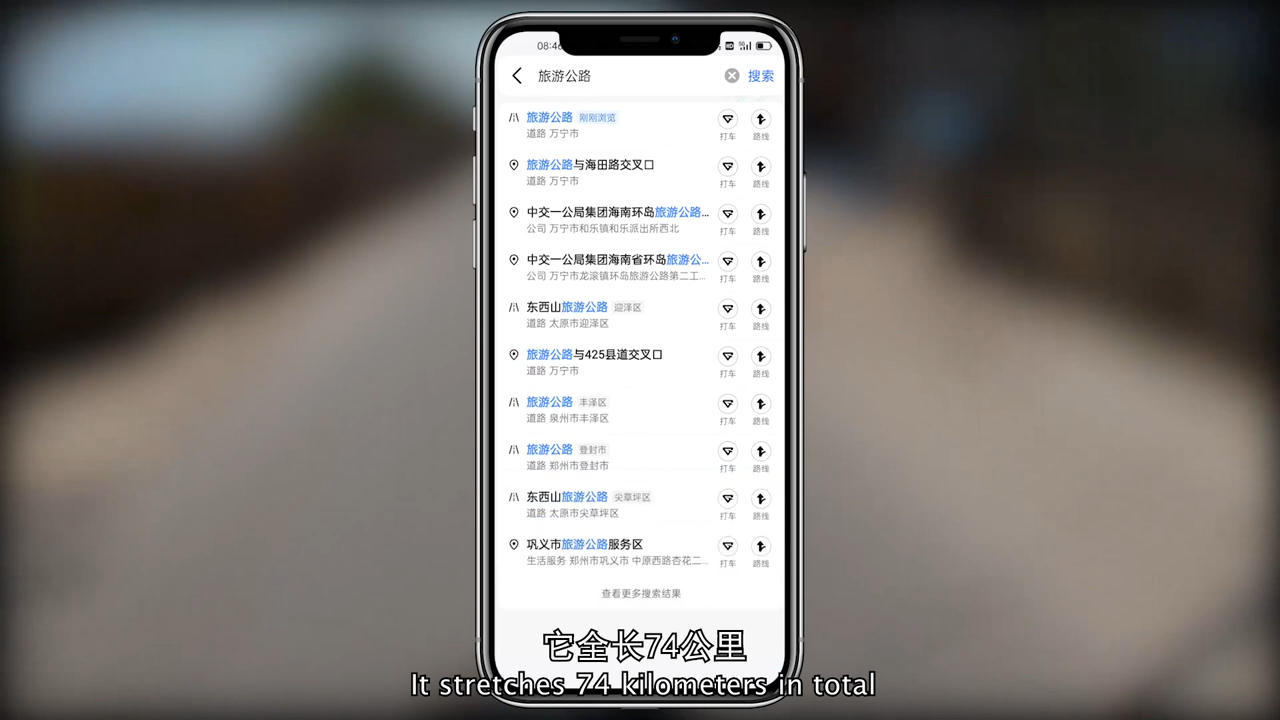 08:46
旅游公路
搜索
旅游公路 刚刚浏览
道路 万宁市
打车 路线
旅游公路与海田路交叉口
道路 万宁市
打车 路线
中交一公局集团海南环岛旅游公路...
公司 万宁市和乐镇和乐派出所西北
打车 路线
中交一公局集团海南省环岛旅游公...
公司 万宁市龙滚镇环岛旅游公路第二工...
打车 路线
东西山旅游公路 迎泽区
道路 太原市迎泽区
打车 路线
旅游公路与425县道交叉口
道路 万宁市
打车 路线
旅游公路 丰泽区
道路 泉州市丰泽区
打车 路线
旅游公路 登封市
道路 郑州市登封市
打车 路线
东西山旅游公路 尖草坪区
道路 太原市尖草坪区
打车 路线
巩义市旅游公路服务区
生活服务 郑州市巩义市 中原西路杏花二...
打车 路线
查看更多搜索结果
它全长74公里
It stretches 74 kilometers in total